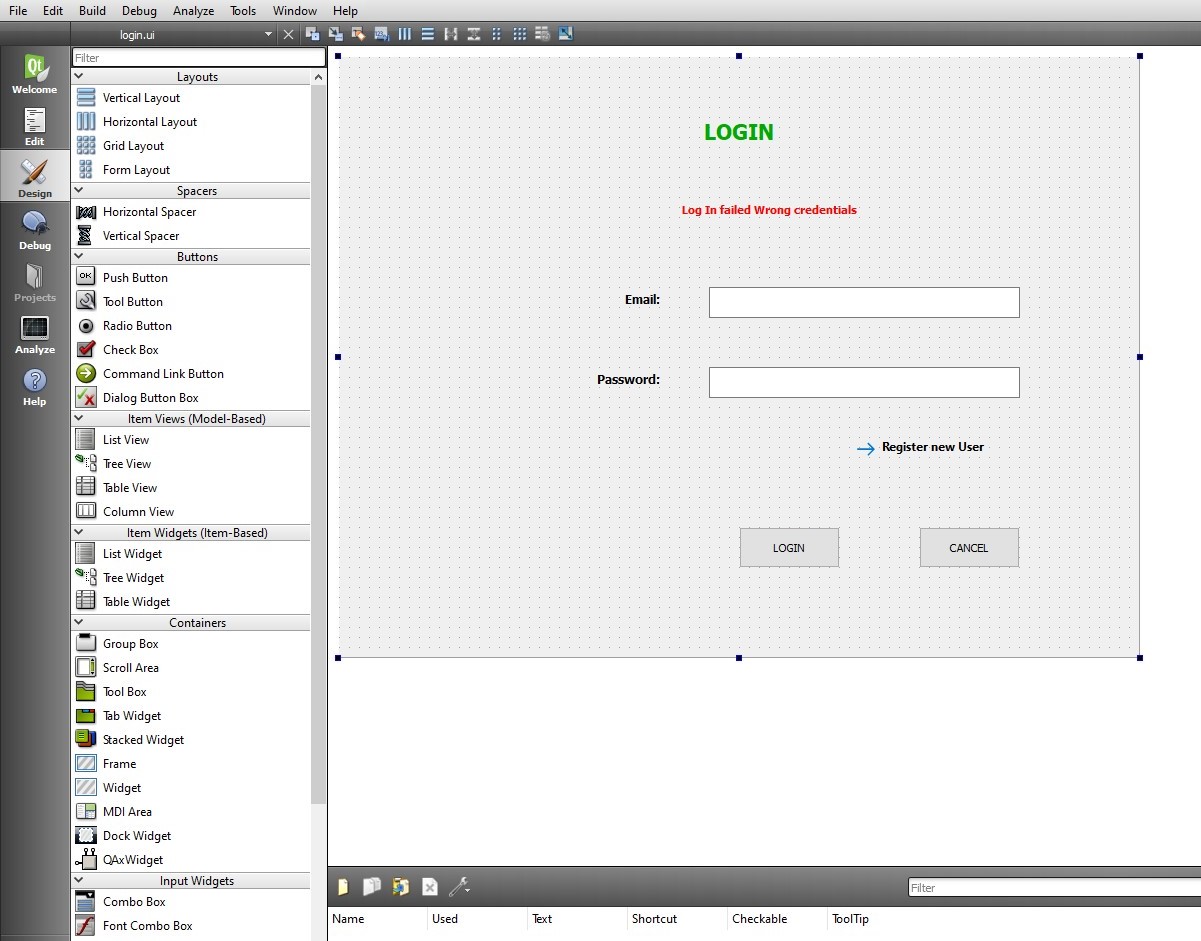 File Edit Build Debug Analyze Tools Window Help
login.ui
Qt
Welcome
Edit
Design
Debug
Projects
Analyze
Help
Filter
Layouts
Vertical Layout
Horizontal Layout
Grid Layout
Form Layout
Spacers
Horizontal Spacer
Vertical Spacer
Buttons
OK Push Button
Tool Button
Radio Button
Check Box
Command Link Button
Dialog Button Box
Item Views (Model-Based)
List View
Tree View
Table View
Column View
Item Widgets (Item-Based)
List Widget
Tree Widget
Table Widget
Containers
Group Box
Scroll Area
Tool Box
Tab Widget
Stacked Widget
Frame
Widget
MDI Area
Dock Widget
QAxWidget
Input Widgets
Combo Box
Font Combo Box
LOGIN
Log In failed Wrong credentials
Email:
Password:
Register new User
LOGIN CANCEL
Filter
Name Used Text Shortcut Checkable ToolTip